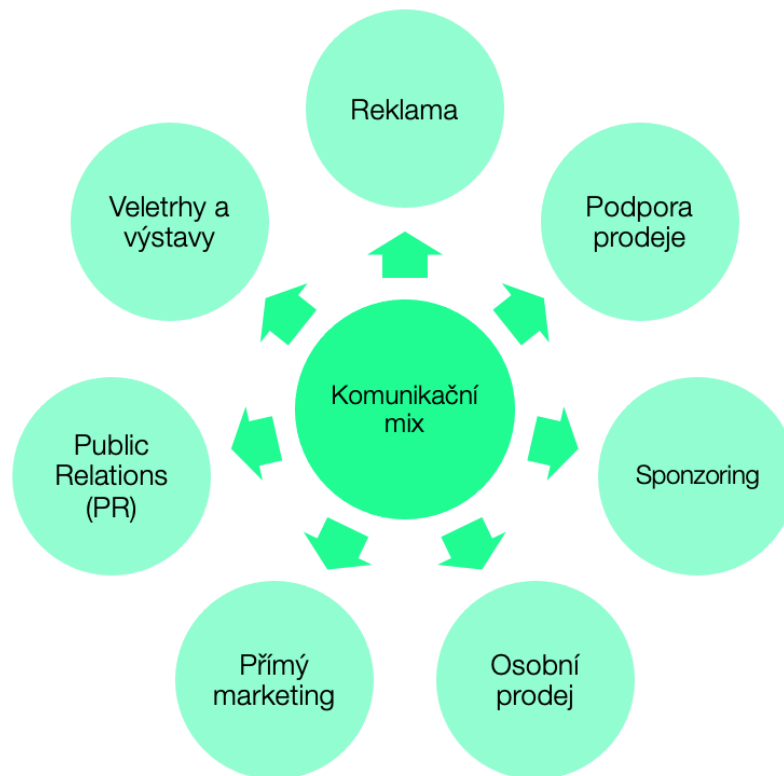 Reklama
Podpora
prodeje
Sponzoring
Osobní
prodej
Přímý
marketing
Public
Relations
(PR)
Veletrhy a
výstavy
Komunikační
mix